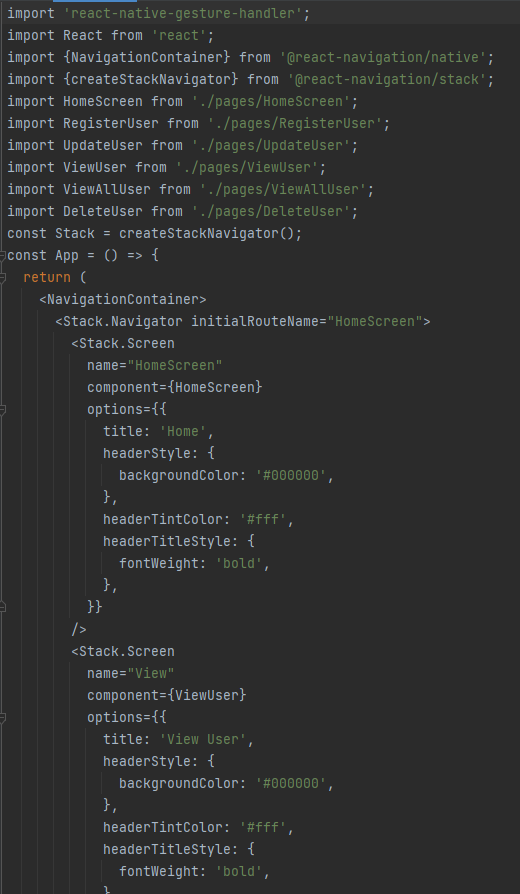 import 'react-native-gesture-handler';
import React from 'react';
import {NavigationContainer} from '@react-navigation/native';
import {createStackNavigator} from '@react-navigation/stack';
import HomeScreen from './pages/HomeScreen';
import RegisterUser from './pages/RegisterUser';
import UpdateUser from './pages/UpdateUser';
import ViewUser from './pages/ViewUser';
import ViewAllUser from './pages/ViewAllUser';
import DeleteUser from './pages/DeleteUser';
const Stack = createStackNavigator();
const App = () => {
  return (
    <NavigationContainer>
      <Stack.Navigator initialRouteName="HomeScreen">
        <Stack.Screen
          name="HomeScreen"
          component={HomeScreen}
          options={{
            title: 'Home',
            headerStyle: {
              backgroundColor: '#000000',
            },
            headerTintColor: '#fff',
            headerTitleStyle: {
              fontWeight: 'bold',
            },
          }}
        />
        <Stack.Screen
          name="View"
          component={ViewUser}
          options={{
            title: 'View User',
            headerStyle: {
              backgroundColor: '#000000',
            },
            headerTintColor: '#fff',
            headerTitleStyle: {
              fontWeight: 'bold',
            }